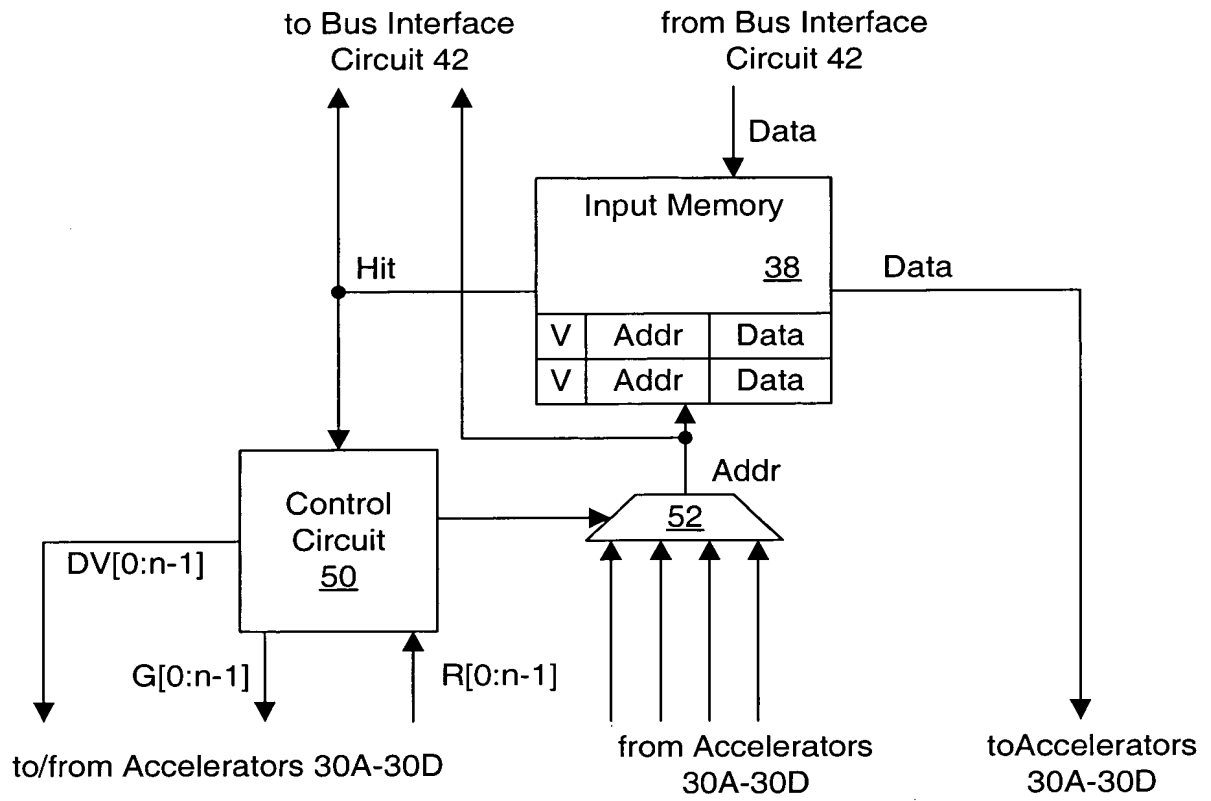 to Bus Interface
Circuit 42
from Bus Interface
Circuit 42
Data
Input Memory
38
Hit
Data
V Addr Data
V Addr Data
Addr
Control
Circuit
50
52
DV[0:n-1]
G[0:n-1]
R[0:n-1]
to/from Accelerators 30A-30D
from Accelerators
30A-30D
toAccelerators
30A-30D